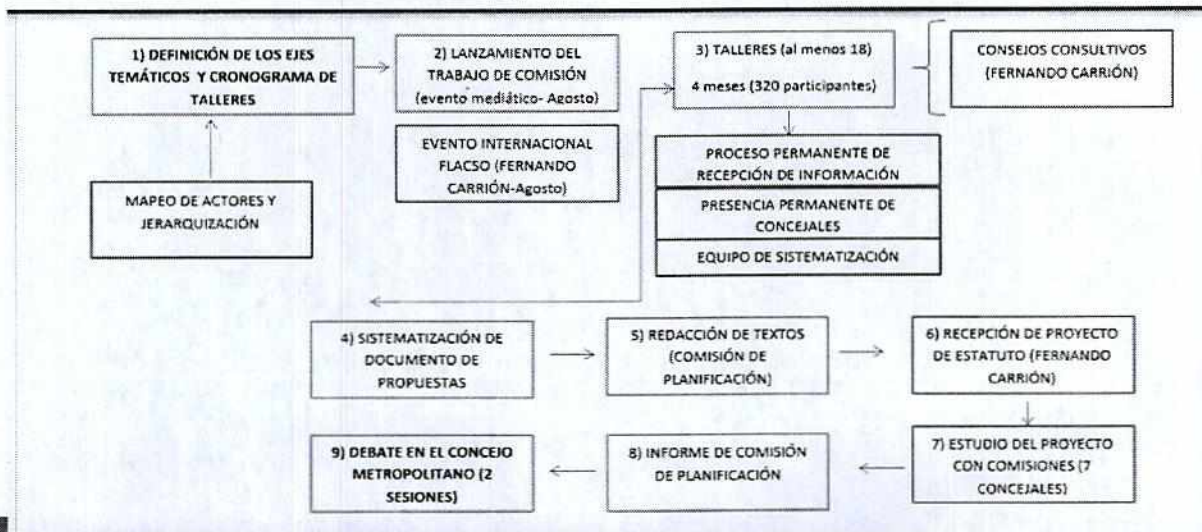 1) DEFINICIÓN DE LOS EJES
TEMÁTICOS Y CRONOGRAMA DE
TALLERES
MAPEO DE ACTORES Y
JERARQUIZACIÓN
2) LANZAMIENTO DEL
TRABAJO DE COMISIÓN
(evento mediático- Agosto)
EVENTO INTERNACIONAL
FLACSO (FERNANDO
CARRIÓN-Agosto)
3) TALLERES (al menos 18)
4 meses (320 participantes)
CONSEJOS CONSULTIVOS
(FERNANDO CARRIÓN)
PROCESO PERMANENTE DE
RECEPCIÓN DE INFORMACIÓN
PRESENCIA PERMANENTE DE
CONCEJALES
EQUIPO DE SISTEMATIZACIÓN
4) SISTEMATIZACIÓN DE
DOCUMENTO DE
PROPUESTAS
5) REDACCIÓN DE TEXTOS
(COMISIÓN DE
PLANIFICACIÓN)
6) RECEPCIÓN DE PROYECTO
DE ESTATUTO (FERNANDO
CARRIÓN)
7) ESTUDIO DEL PROYECTO
CON COMISIONES (7
CONCEJALES)
8) INFORME DE COMISIÓN
DE PLANIFICACIÓN
9) DEBATE EN EL CONCEJO
METROPOLITANO (2
SESIONES)